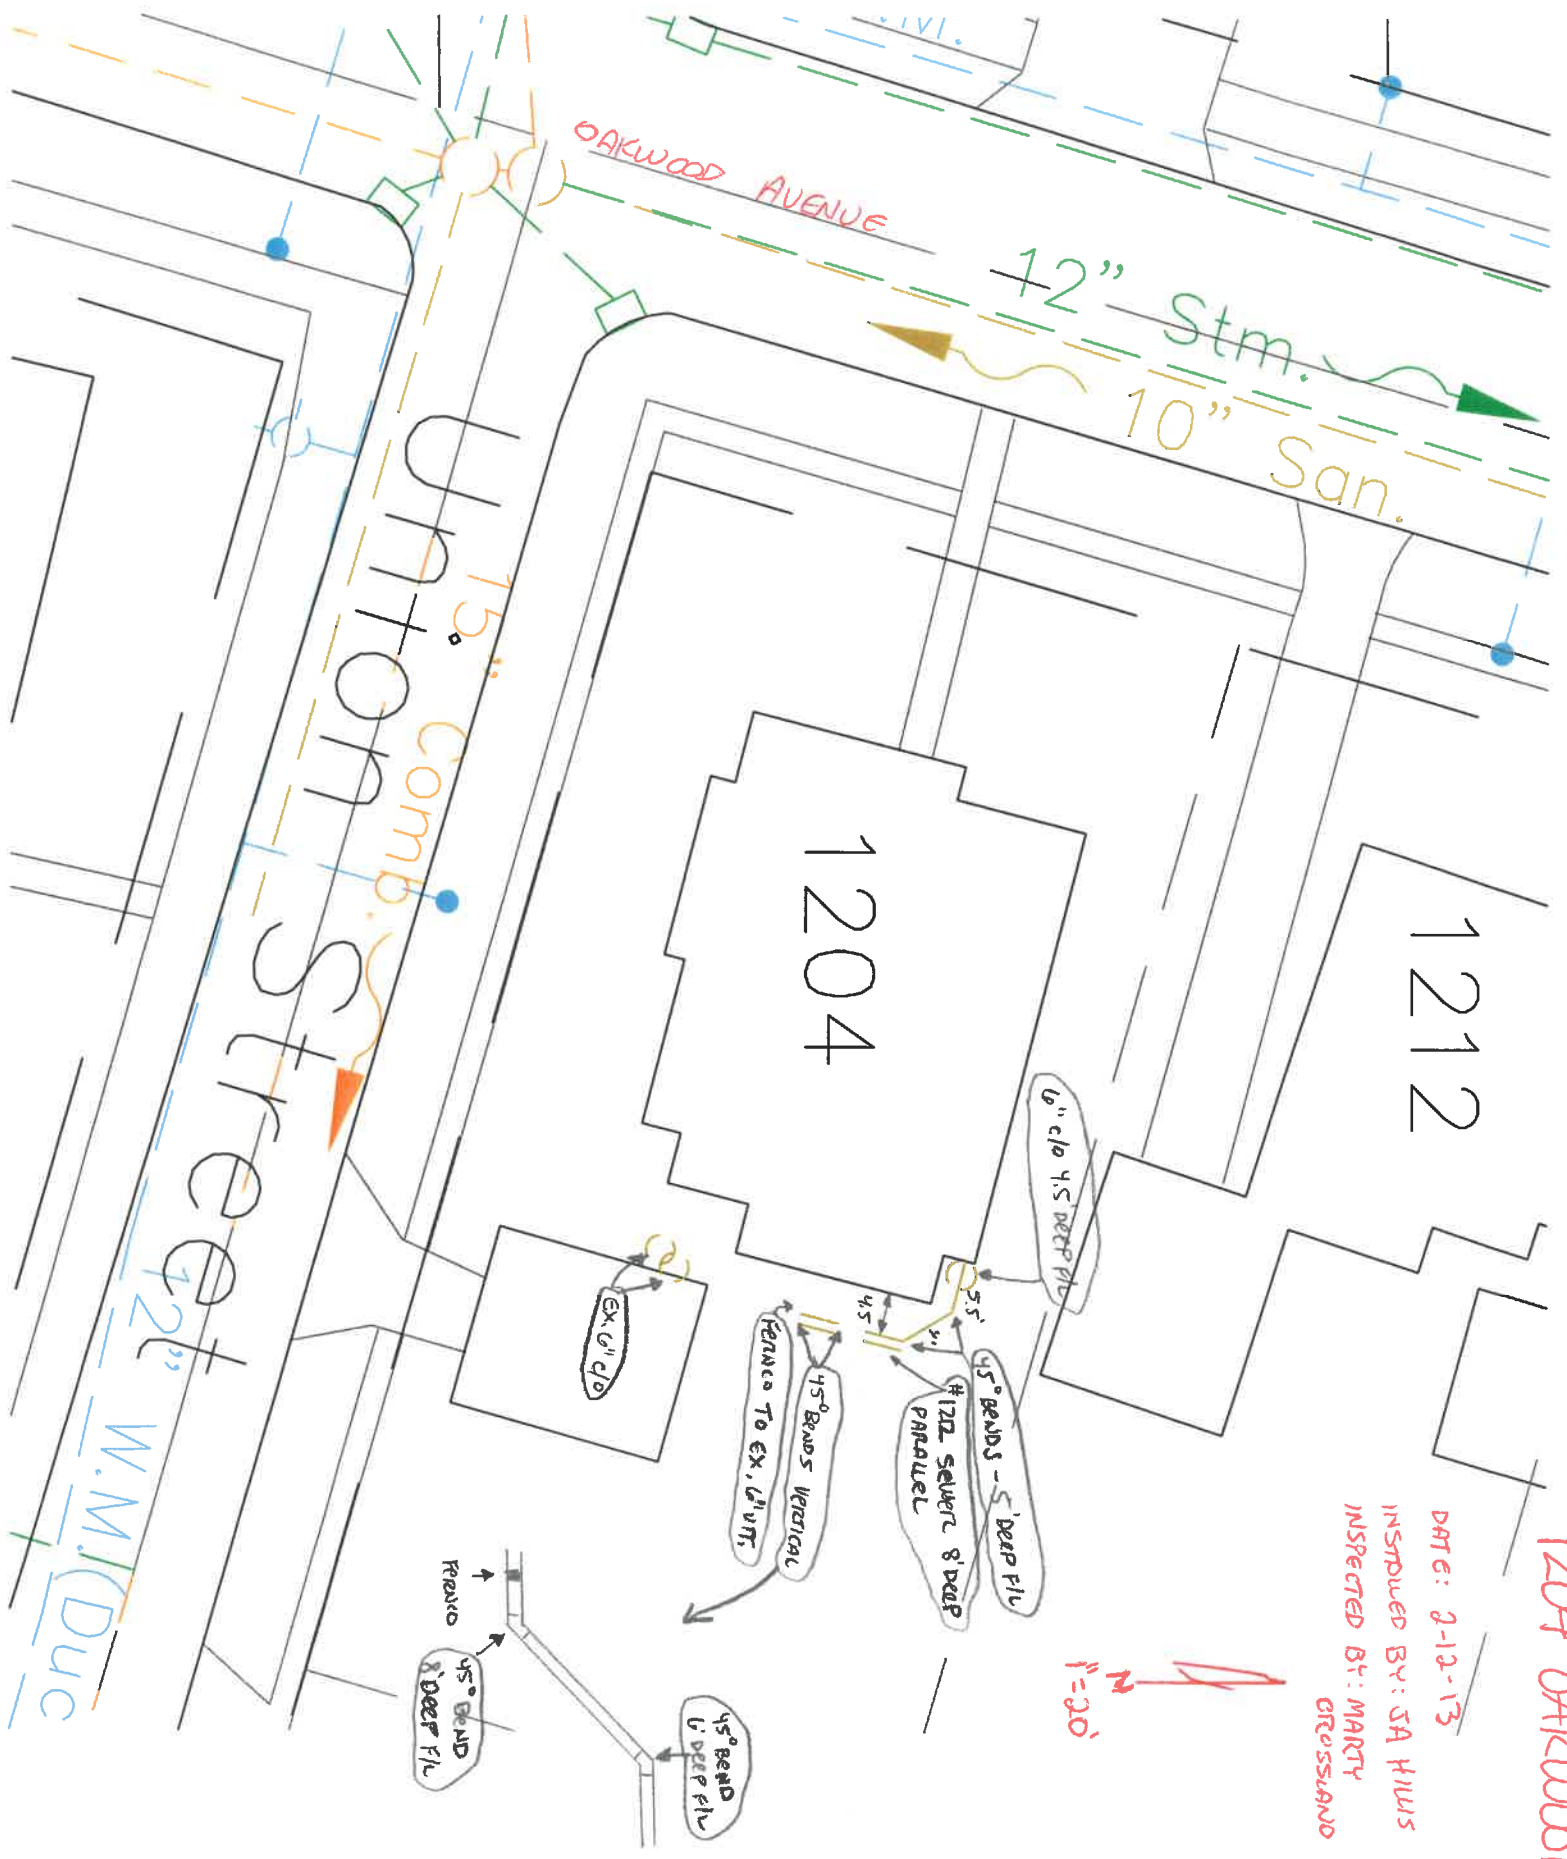 OAKWOOD AVENUE
12" Stm.
10" San.
Union Street
15" Comb.
12" W.M. (Duc
1204
1212
6" c/o 4.5' DEEP F/L
5.5'
4.5
45° BENDS - 5' DEEP F/L
#1212 SEWER 8' DEEP
PARALLEL
45° BENDS VERTICAL
FERNCO TO EX. 6" VIT.
EX. 6" c/o
FERNCO
45° BEND
8' DEEP F/L
45° BEND
6' DEEP F/L
N
1"=20'
DATE: 2-12-13
INSTALLED BY: JA HILLIS
INSPECTED BY: MARTY
CROSSLAND